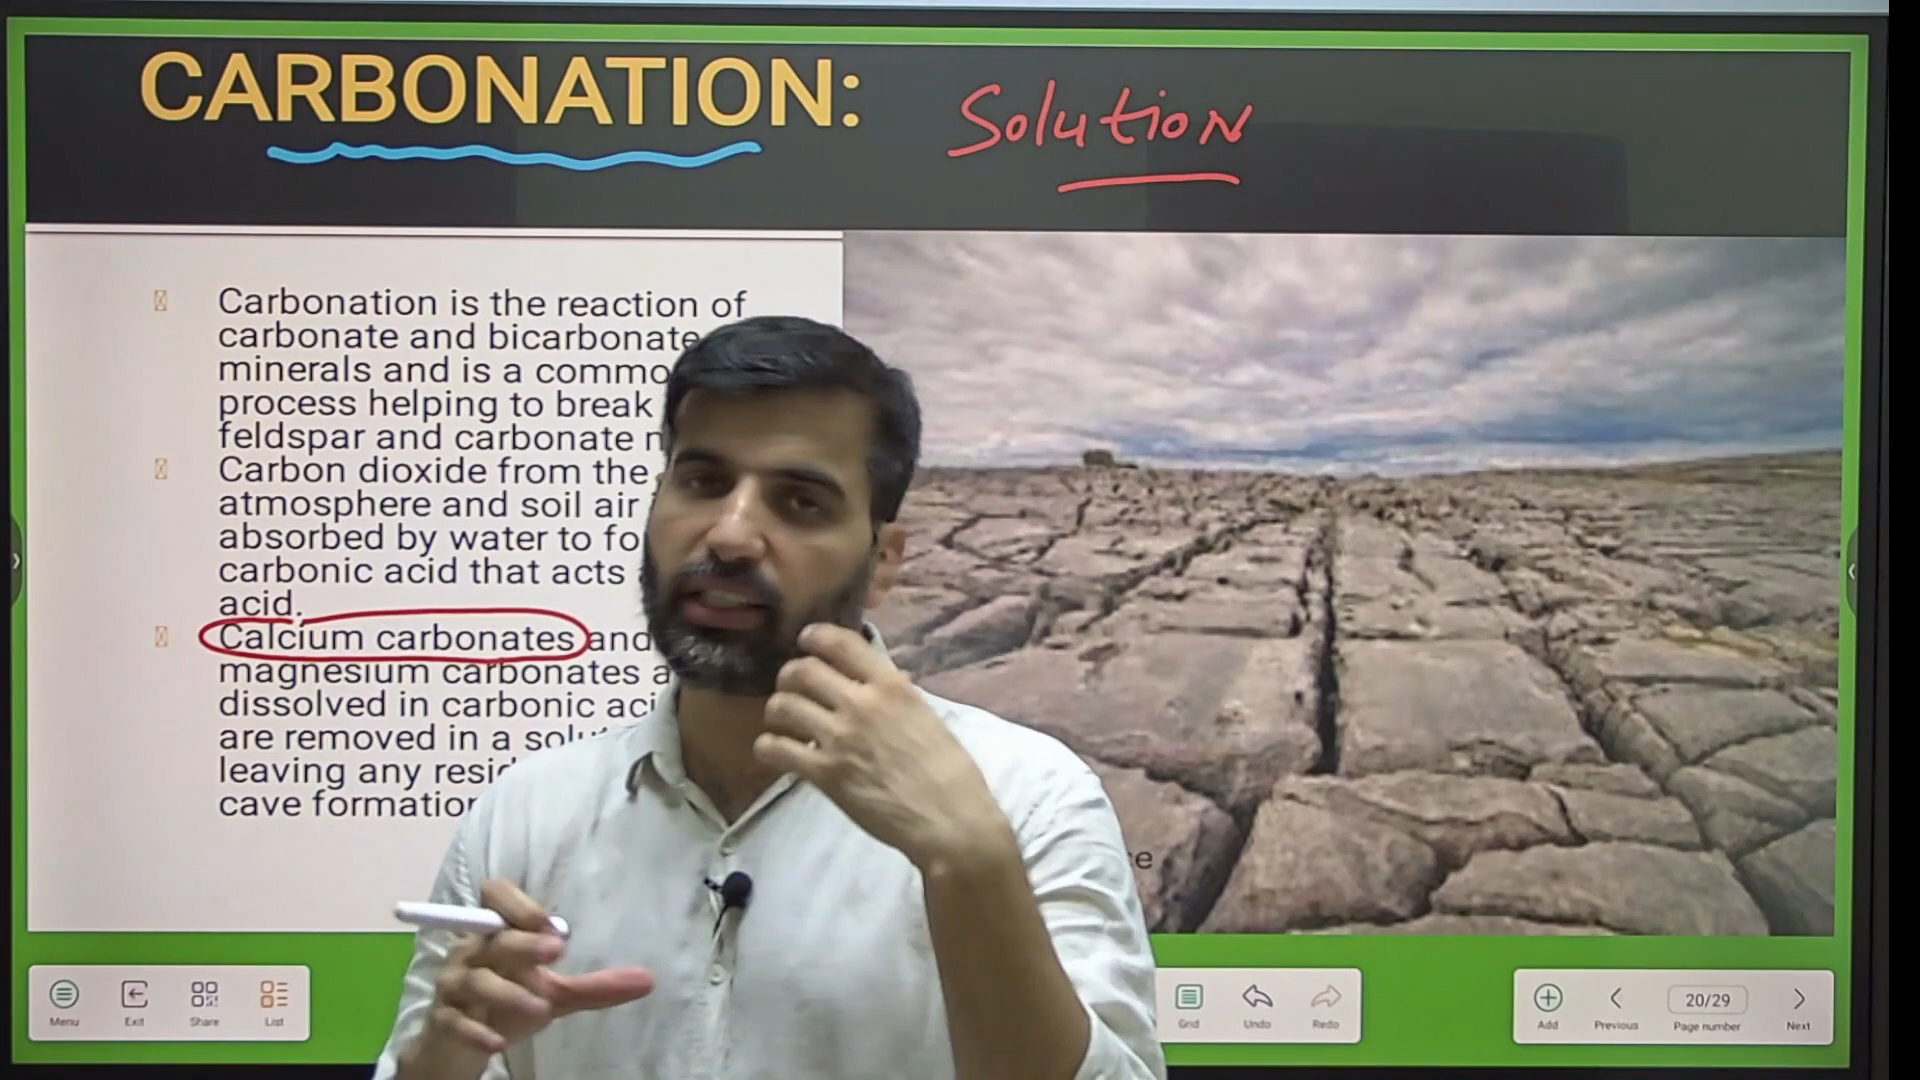 CARBONATION:
Solution
Carbonation is the reaction of
carbonate and bicarbonate
minerals and is a commo
process helping to break
feldspar and carbonate
Carbon dioxide from the
atmosphere and soil air
absorbed by water to fo
carbonic acid that acts
acid.
Calcium carbonates and
magnesium carbonates a
dissolved in carbonic aci
are removed in a solu
leaving any resid
cave formation
Menu
Exit
Share
List
Grid
Undo
Redo
Add
Previous
20/29
Page number
Next